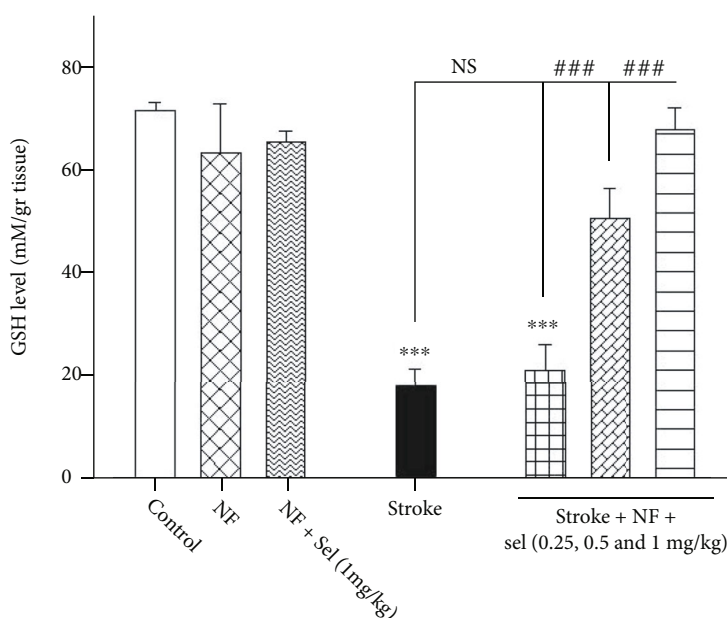 NS
###
###
80
60
40
20
0
GSH level (mM/gr tissue)
***
***
Control
NF
NF + Sel (1mg/kg)
Stroke
Stroke + NF +
sel (0.25, 0.5 and 1 mg/kg)